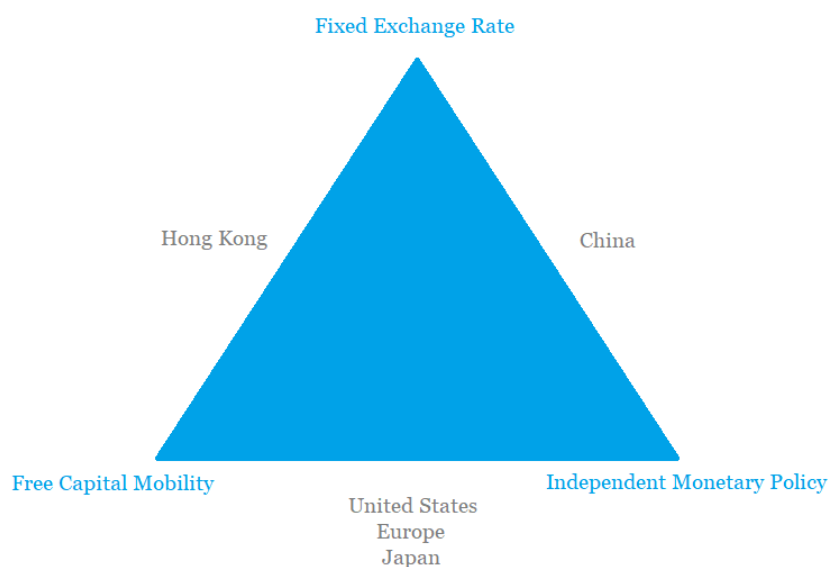 Fixed Exchange Rate
Hong Kong
China
Free Capital Mobility
Independent Monetary Policy
United States
Europe
Japan